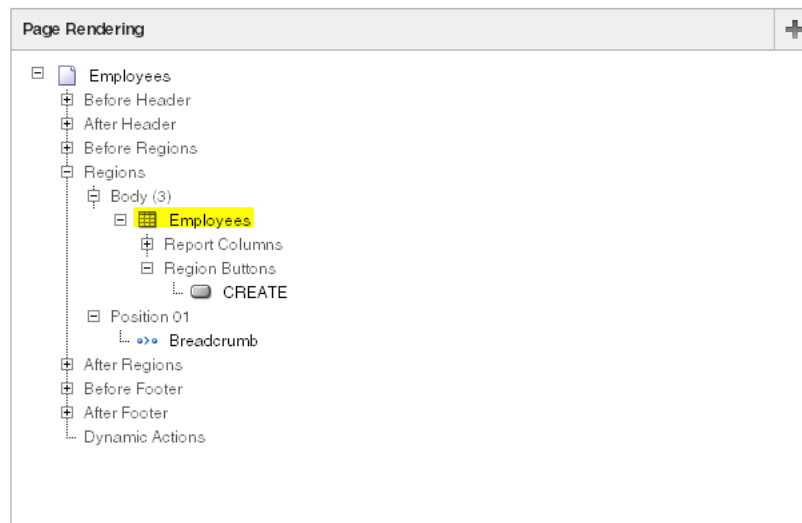 Page Rendering
Employees
Before Header
After Header
Before Regions
Regions
Body (3)
Employees
Report Columns
Region Buttons
CREATE
Position 01
Breadcrumb
After Regions
Before Footer
After Footer
Dynamic Actions